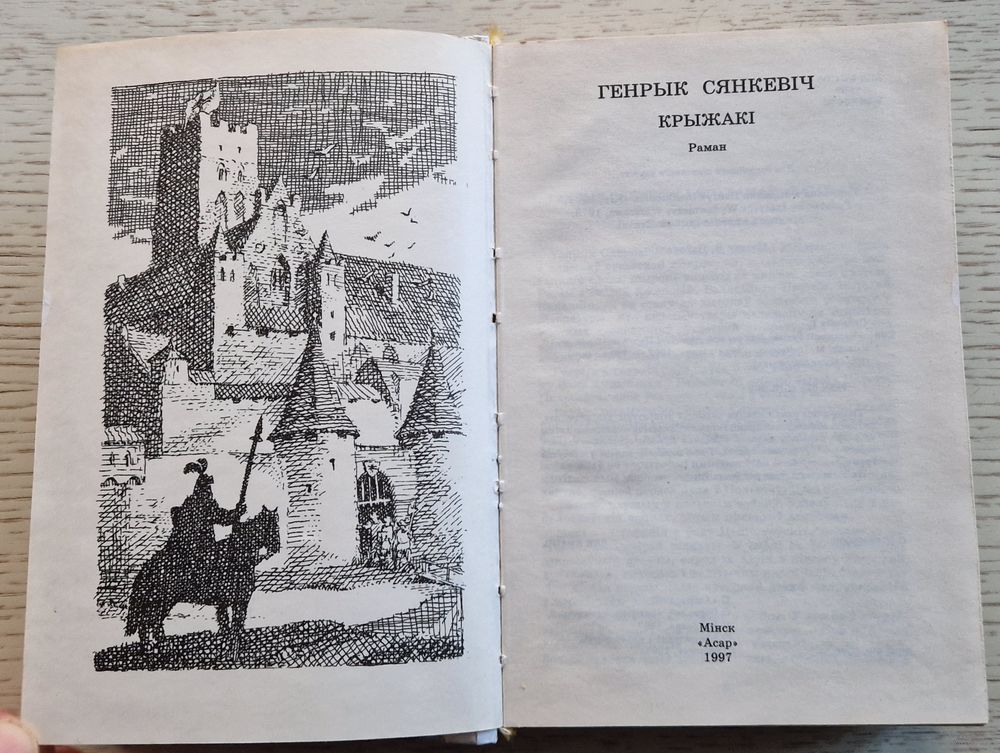 ГЕНРЫК СЯНКЕВІЧ
КРЫЖАКІ
Раман
Мінск
«Асар»
1997